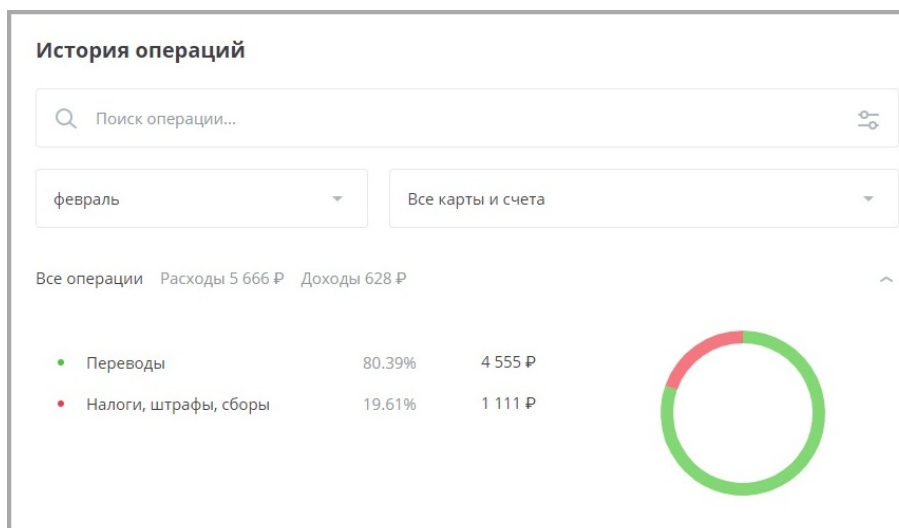 История операций
Поиск операции...
февраль Все карты и счета
Все операции Расходы 5 666 ₽ Доходы 628 ₽
Переводы 80.39% 4 555 ₽
Налоги, штрафы, сборы 19.61% 1 111 ₽